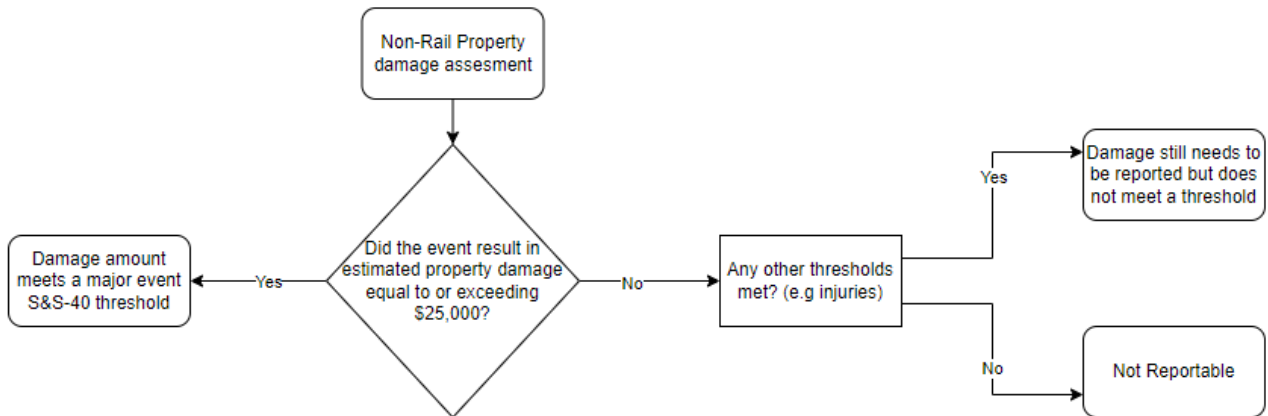 Non-Rail Property
damage assesment
Did the event result in
estimated property damage
equal to or exceeding
$25,000?
Yes
Damage amount
meets a major event
S&S-40 threshold
No
Any other thresholds
met? (e.g injuries)
Yes
Damage still needs to
be reported but does
not meet a threshold
No
Not Reportable